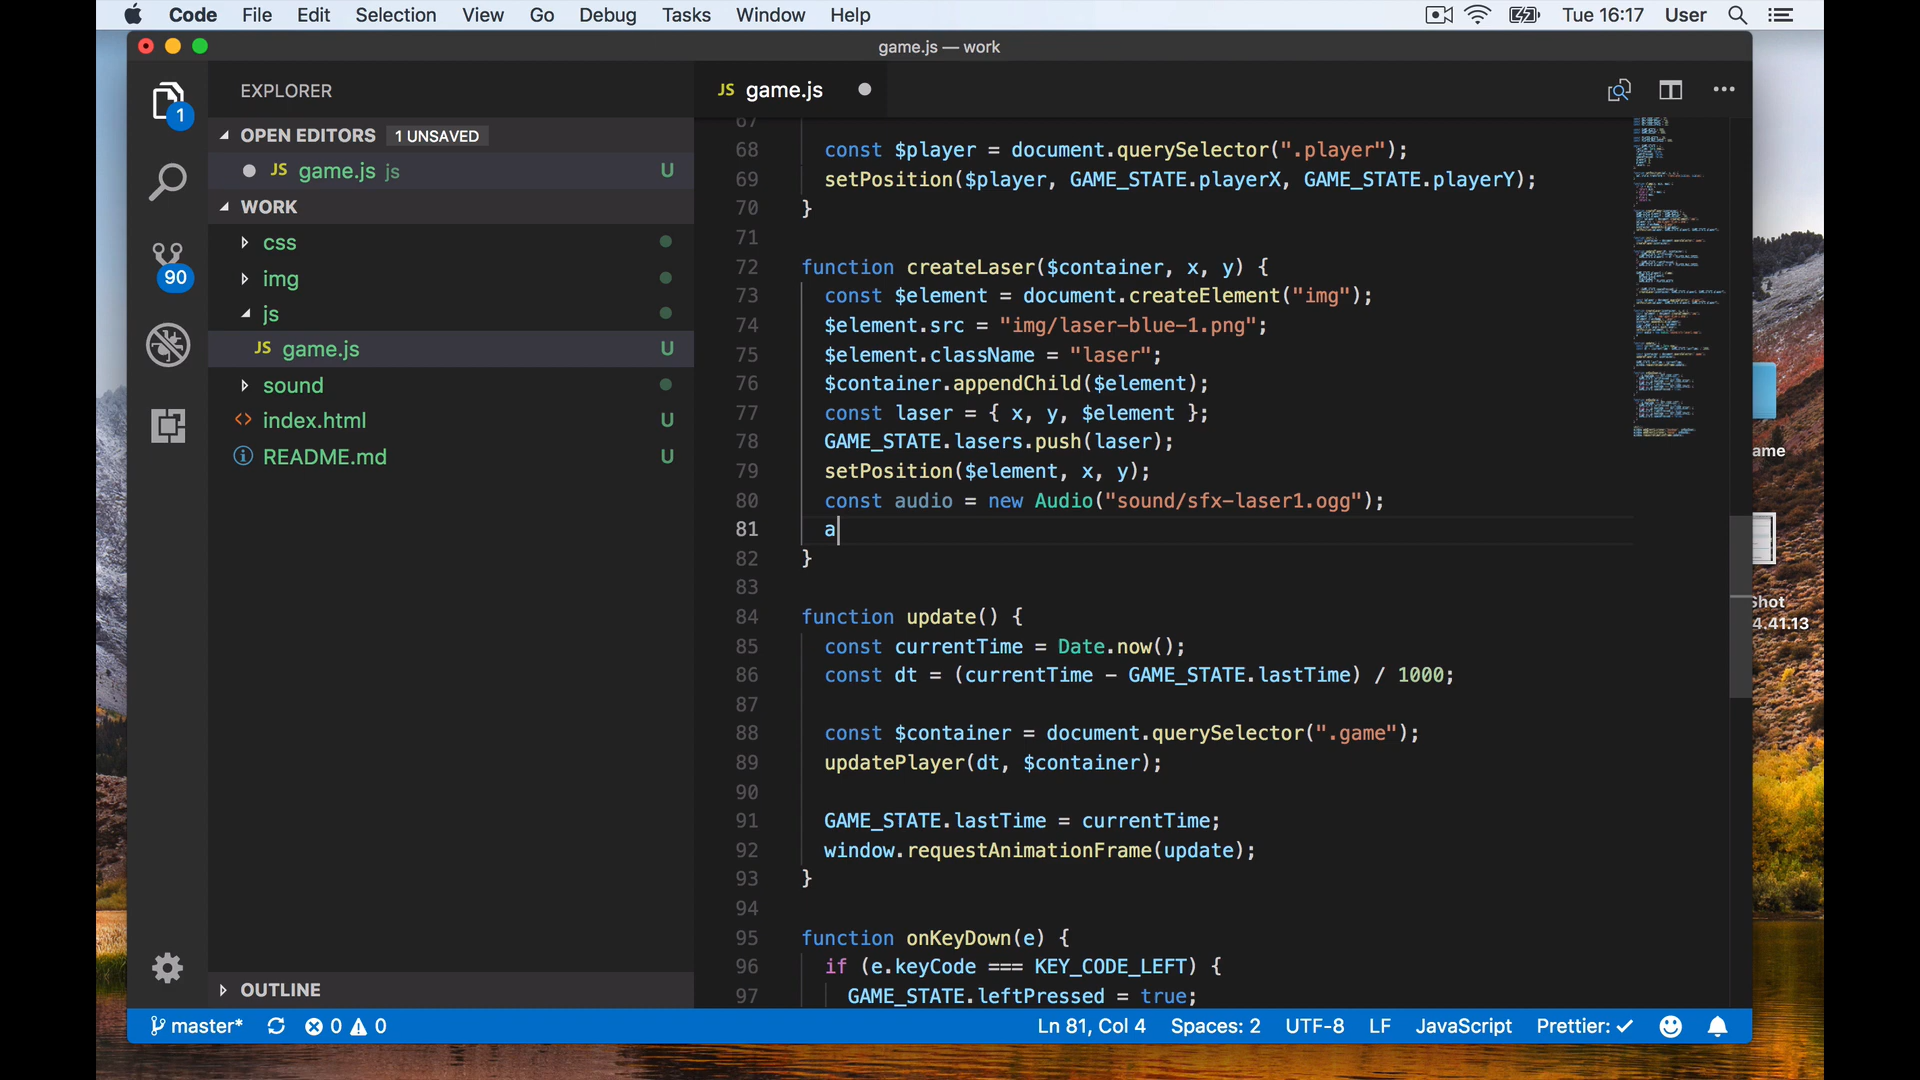 Code File Edit Selection View Go Debug Tasks Window Help Tue 16:17 User
game.js — work
EXPLORER
OPEN EDITORS 1 UNSAVED
JS game.js js U
WORK
css
img
js
JS game.js U
sound
<> index.html U
README.md U
OUTLINE
1
90
JS game.js
67
68 const $player = document.querySelector(".player");
69 setPosition($player, GAME_STATE.playerX, GAME_STATE.playerY);
70 }
71
72 function createLaser($container, x, y) {
73 const $element = document.createElement("img");
74 $element.src = "img/laser-blue-1.png";
75 $element.className = "laser";
76 $container.appendChild($element);
77 const laser = { x, y, $element };
78 GAME_STATE.lasers.push(laser);
79 setPosition($element, x, y);
80 const audio = new Audio("sound/sfx-laser1.ogg");
81 a
82 }
83
84 function update() {
85 const currentTime = Date.now();
86 const dt = (currentTime - GAME_STATE.lastTime) / 1000;
87
88 const $container = document.querySelector(".game");
89 updatePlayer(dt, $container);
90
91 GAME_STATE.lastTime = currentTime;
92 window.requestAnimationFrame(update);
93 }
94
95 function onKeyDown(e) {
96 if (e.keyCode === KEY_CODE_LEFT) {
97 GAME_STATE.leftPressed = true;
ame
Shot
4.41.13
master* 0 0 Ln 81, Col 4 Spaces: 2 UTF-8 LF JavaScript Prettier: ✓